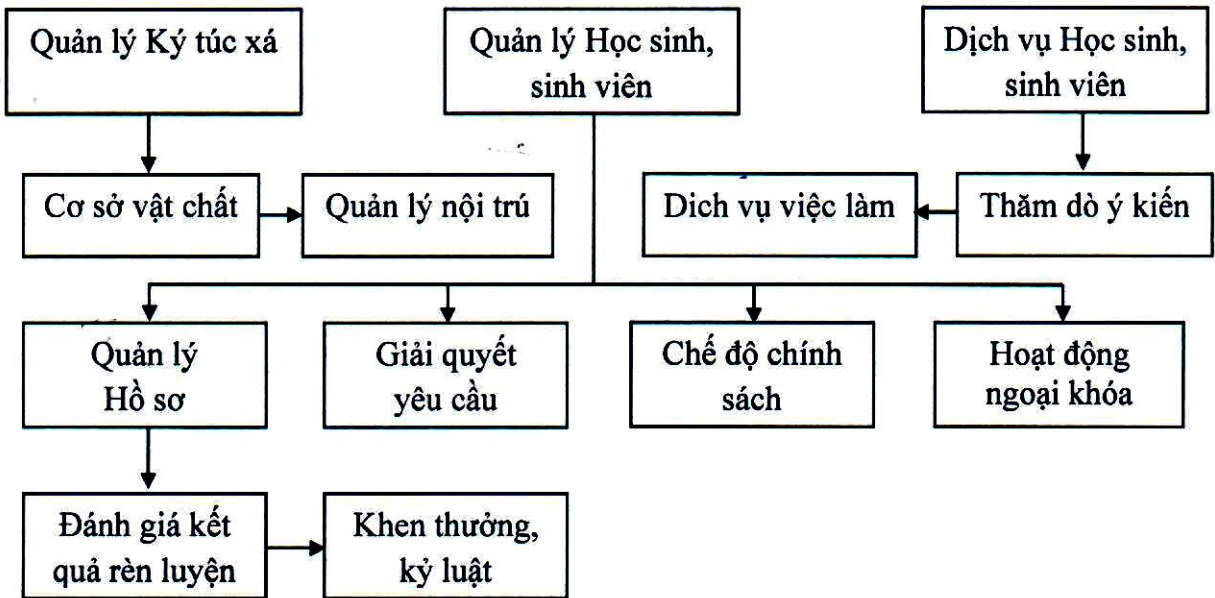 Quản lý Ký túc xá
Quản lý Học sinh,
sinh viên
Dịch vụ Học sinh,
sinh viên
Cơ sở vật chất
Quản lý nội trú
Dich vụ việc làm
Thăm dò ý kiến
Quản lý
Hồ sơ
Giải quyết
yêu cầu
Chế độ chính
sách
Hoạt động
ngoại khóa
Đánh giá kết
quả rèn luyện
Khen thưởng,
kỷ luật